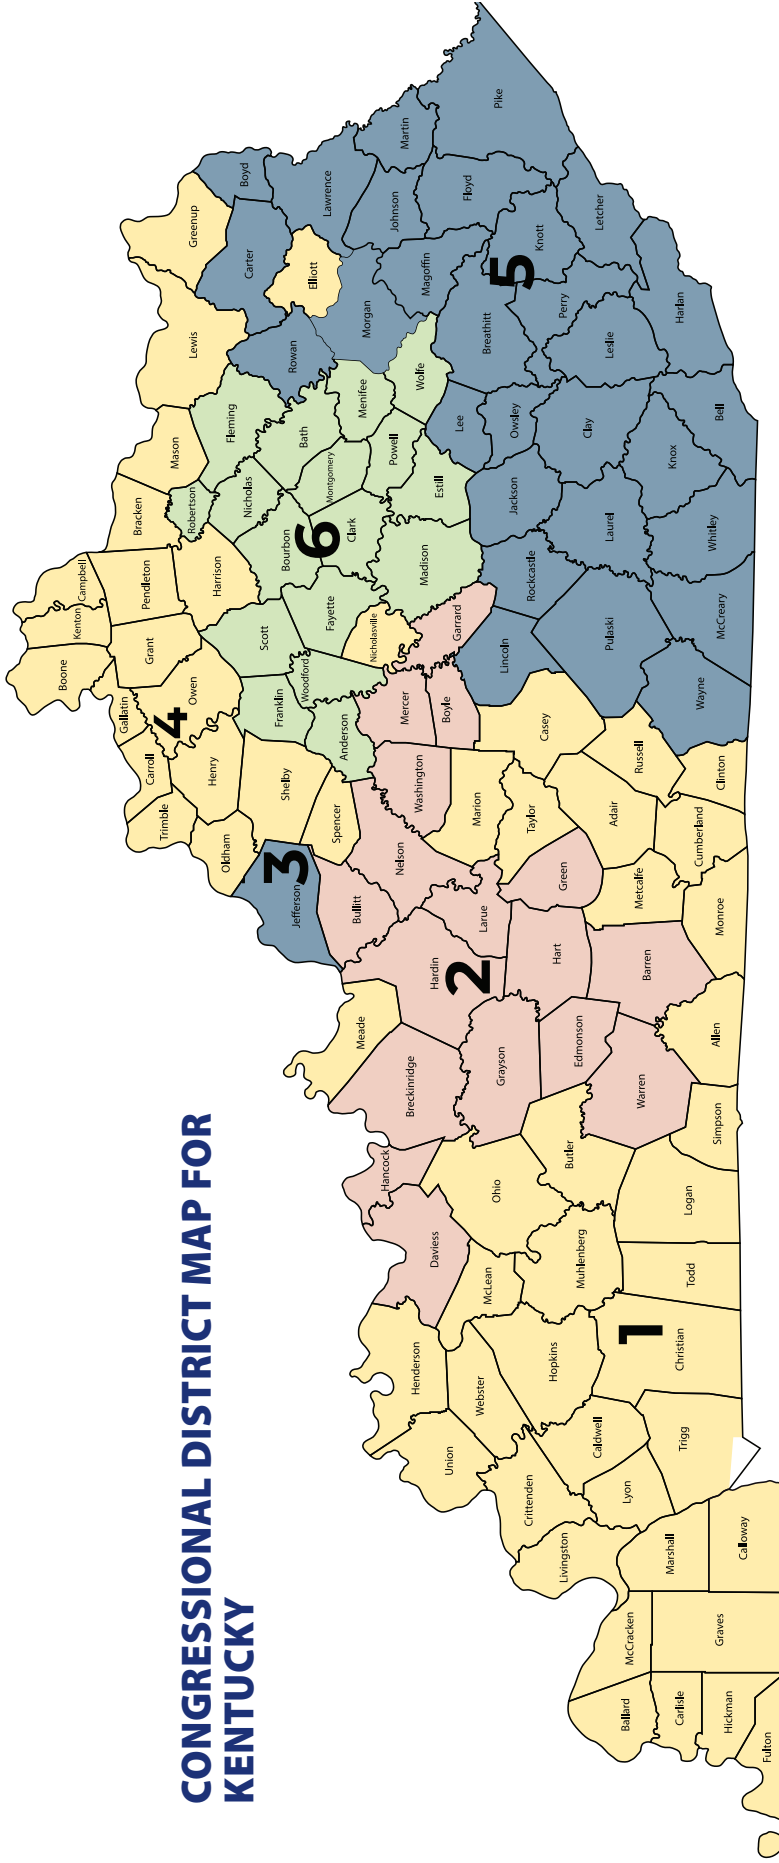 CONGRESSIONAL DISTRICT MAP FOR
KENTUCKY
Boone
Kenton
Campbell
Gallatin
Grant
Pendleton
Bracken
Mason
Lewis
Greenup
Carroll
Trimble
Owen
4
Henry
Oldham
Harrison
Robertson
Fleming
Nicholas
Rowan
Carter
Boyd
Elliott
Lawrence
Shelby
Franklin
Scott
Bourbon
6
Bath
Jefferson
3
Spencer
Anderson
Woodford
Fayette
Clark
Montgomery
Menifee
Morgan
Johnson
Martin
Meade
Bullitt
Nelson
Mercer
Nicholasville
Madison
Estill
Powell
Wolfe
Magoffin
Floyd
Pike
Hancock
Breckinridge
Hardin
2
Larue
Washington
Boyle
Garrard
Lee
Breathitt
5
Knott
Letcher
Henderson
Daviess
Union
Webster
McLean
Ohio
Grayson
Hart
Green
Marion
Taylor
Casey
Lincoln
Rockcastle
Jackson
Owsley
Perry
Leslie
Harlan
Crittenden
Hopkins
Muhlenberg
Butler
Edmonson
Warren
Barren
Metcalfe
Adair
Russell
Pulaski
Laurel
Clay
Knox
Bell
Livingston
Lyon
Caldwell
1
Christian
Trigg
Todd
Logan
Simpson
Allen
Monroe
Cumberland
Clinton
Wayne
McCreary
Whitley
Ballard
McCracken
Marshall
Calloway
Carlisle
Graves
Hickman
Fulton